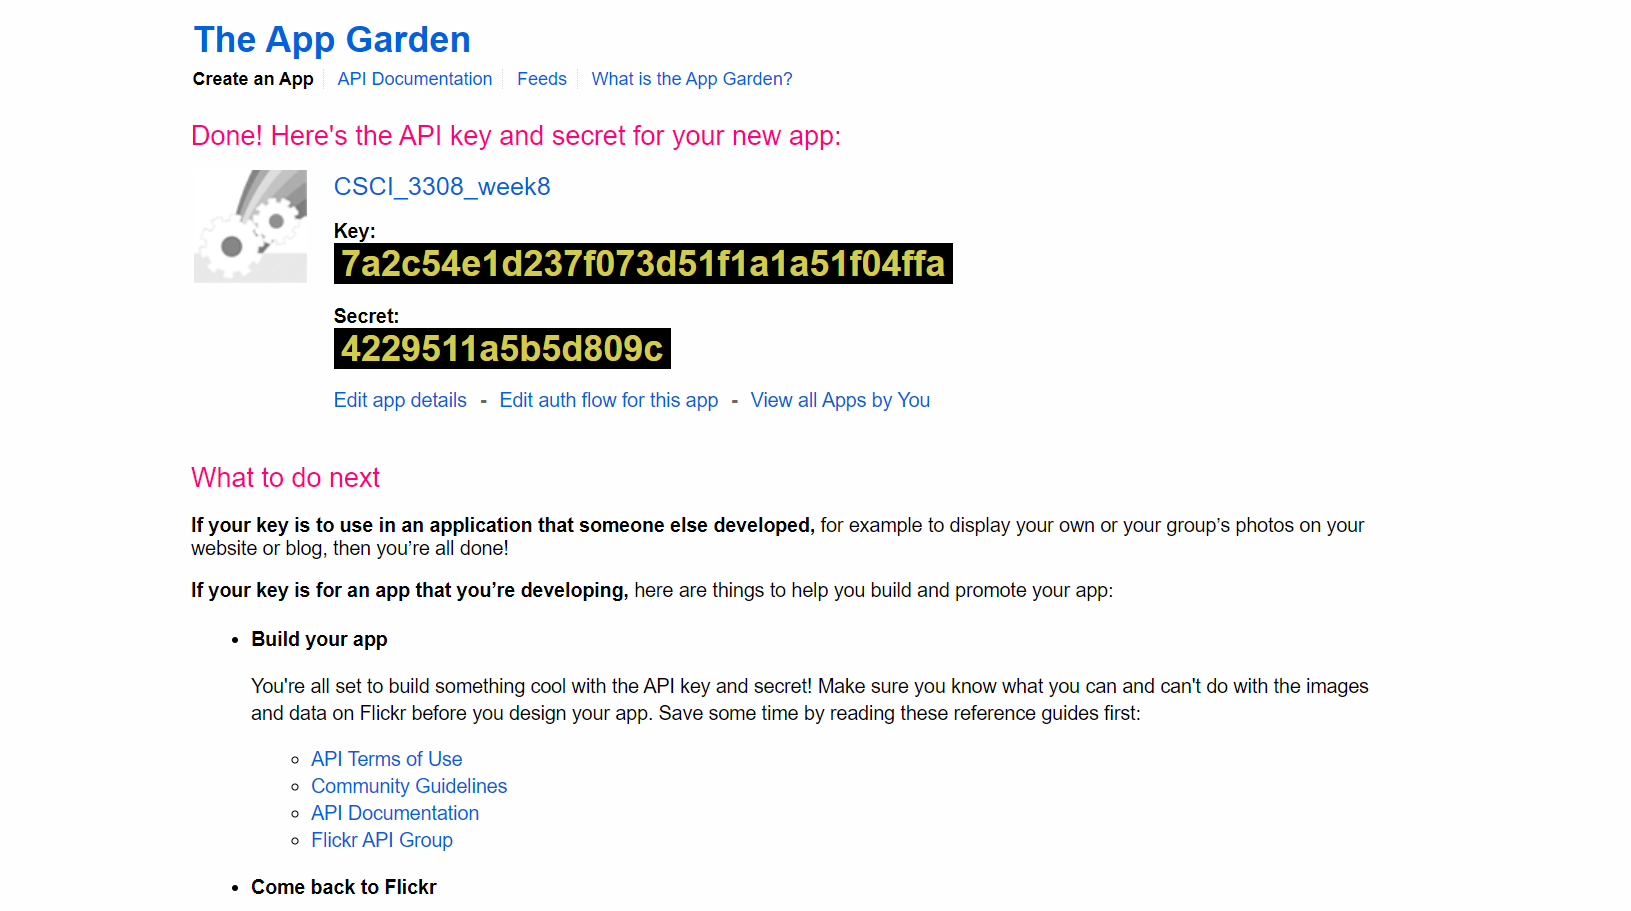 The App Garden
Create an App API Documentation Feeds What is the App Garden?
Done! Here's the API key and secret for your new app:
CSCI_3308_week8
Key:
7a2c54e1d237f073d51f1a1a51f04ffa
Secret:
4229511a5b5d809c
Edit app details - Edit auth flow for this app - View all Apps by You
What to do next
If your key is to use in an application that someone else developed, for example to display your own or your group’s photos on your
website or blog, then you’re all done!
If your key is for an app that you’re developing, here are things to help you build and promote your app:
• Build your app
You're all set to build something cool with the API key and secret! Make sure you know what you can and can't do with the images
and data on Flickr before you design your app. Save some time by reading these reference guides first:
◦ API Terms of Use
◦ Community Guidelines
◦ API Documentation
◦ Flickr API Group
• Come back to Flickr